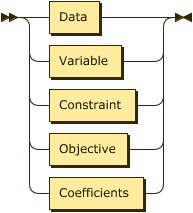 Data
Variable
Constraint
Objective
Coefficients